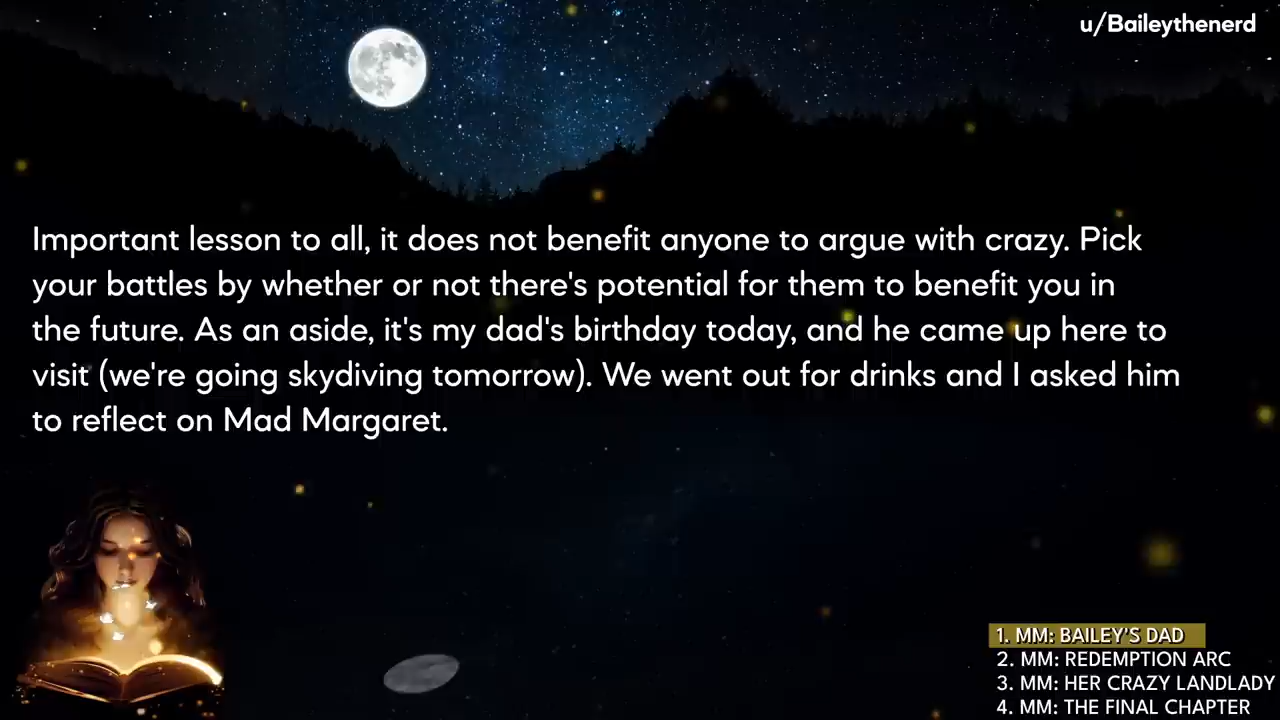 u/Baileythenerd
Important lesson to all, it does not benefit anyone to argue with crazy. Pick
your battles by whether or not there's potential for them to benefit you in
the future. As an aside, it's my dad's birthday today, and he came up here to
visit (we're going skydiving tomorrow). We went out for drinks and I asked him
to reflect on Mad Margaret.
1. MM: BAILEY'S DAD
2. MM: REDEMPTION ARC
3. MM: HER CRAZY LANDLADY
4. MM: THE FINAL CHAPTER